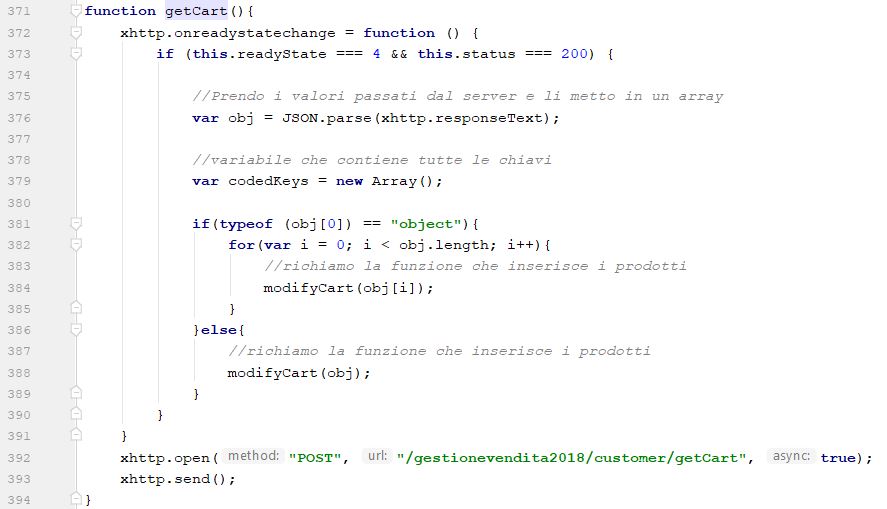 371 function getCart(){
372 xhttp.onreadystatechange = function () {
373 if (this.readyState === 4 && this.status === 200) {
374
375 //Prendo i valori passati dal server e li metto in un array
376 var obj = JSON.parse(xhttp.responseText);
377
378 //variabile che contiene tutte le chiavi
379 var codedKeys = new Array();
380
381 if(typeof (obj[0]) == "object"){
382 for(var i = 0; i < obj.length; i++){
383 //richiamo la funzione che inserisce i prodotti
384 modifyCart(obj[i]);
385 }
386 }else{
387 //richiamo la funzione che inserisce i prodotti
388 modifyCart(obj);
389 }
390 }
391 }
392 xhttp.open( method: "POST", url: "/gestionevendita2018/customer/getCart", async: true);
393 xhttp.send();
394 }